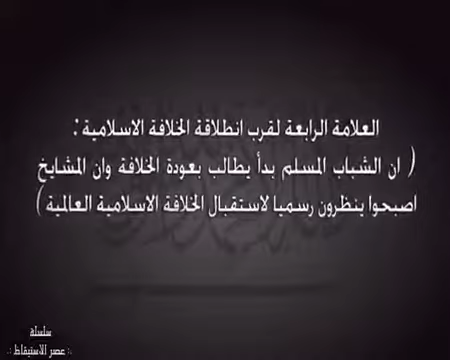 العلامة الرابعة لقرب انطلاقة الخلافة الاسلامية :
( ان الشباب المسلم بدأ يطالب بعودة الخلافة وان المشايخ
اصبحوا ينظرون رسميا لاستقبال الخلافة الاسلامية العالمية )
سلسلة
.: عصر الاستيقاظ :.